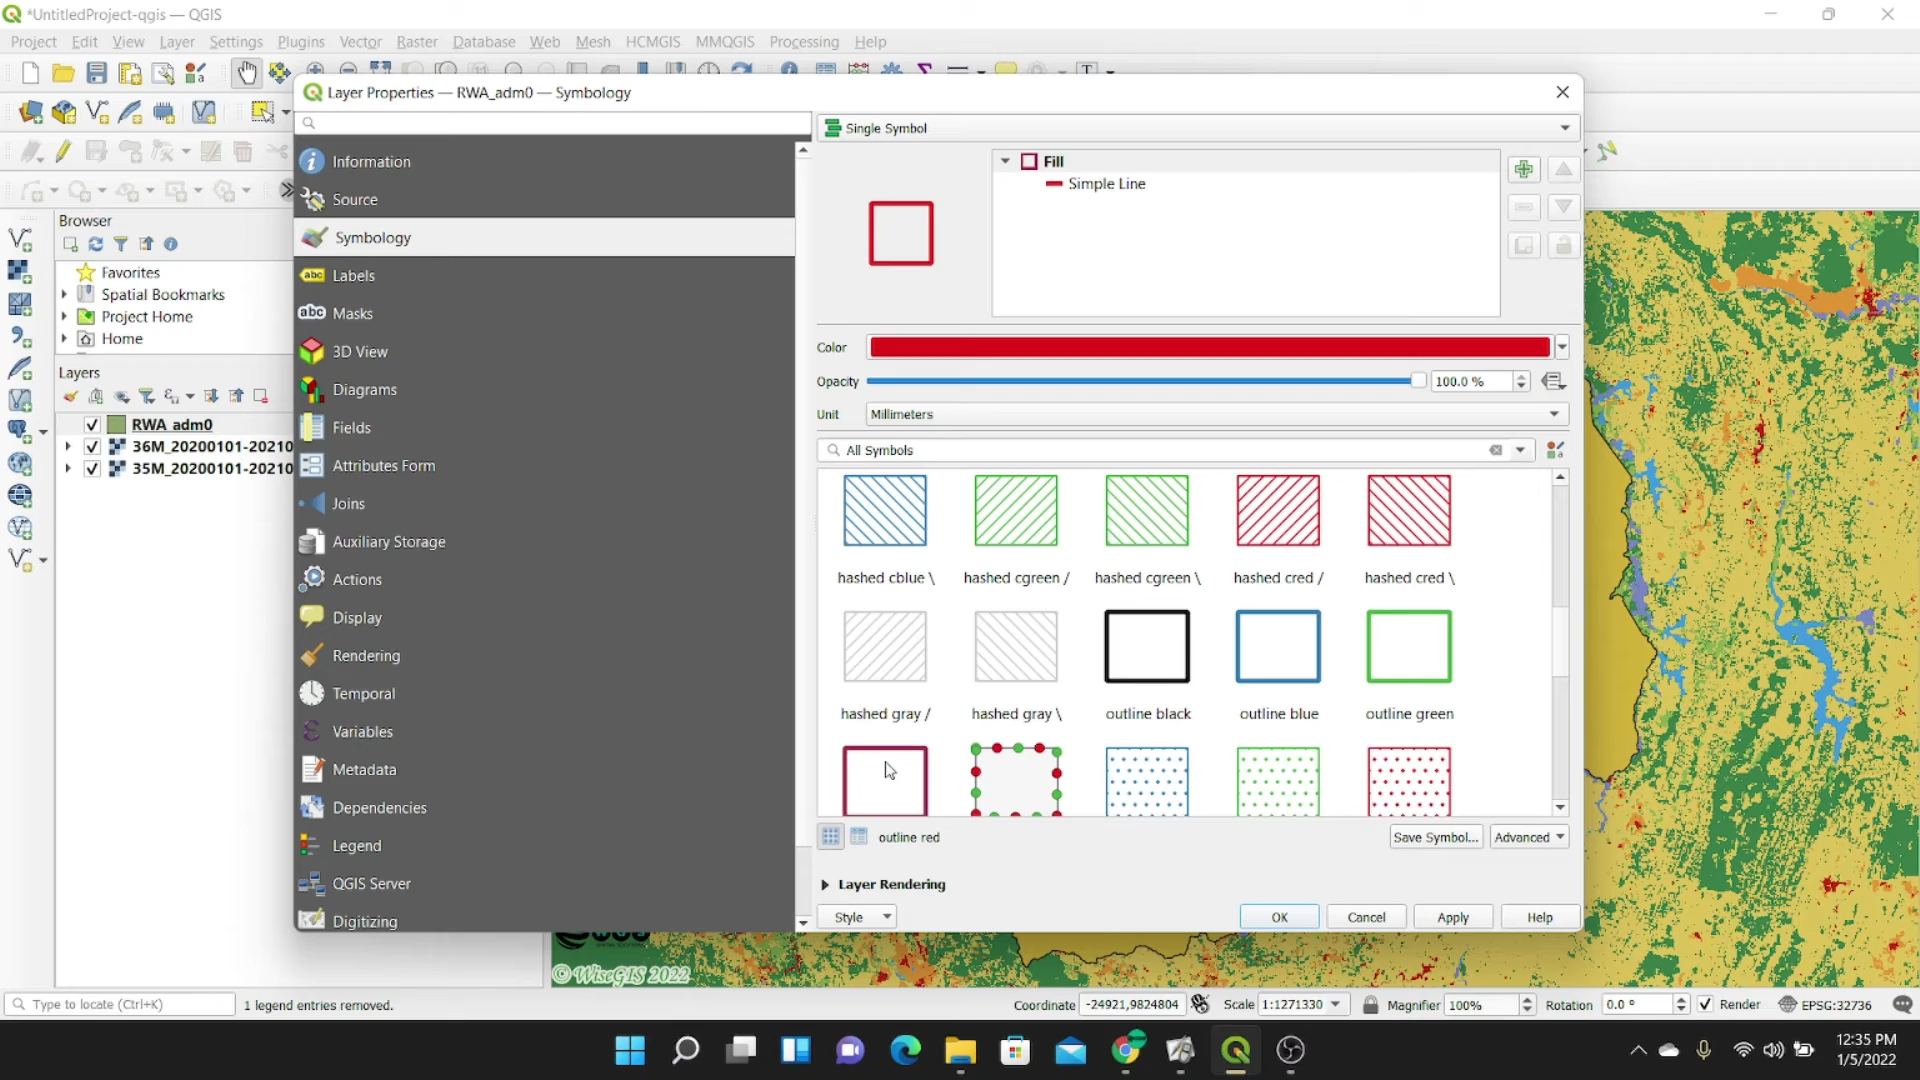 *UntitledProject-qgis — QGIS
Project Edit View Layer Settings Plugins Vector Raster Database Web Mesh HCMGIS MMQGIS Processing Help
Layer Properties — RWA_adm0 — Symbology
Single Symbol
Information
Source
Symbology
Labels
Masks
3D View
Diagrams
Fields
Attributes Form
Joins
Auxiliary Storage
Actions
Display
Rendering
Temporal
Variables
Metadata
Dependencies
Legend
QGIS Server
Digitizing
Fill
Simple Line
Color
Opacity 100.0 %
Unit Millimeters
All Symbols
hashed cblue \ hashed cgreen / hashed cgreen \ hashed cred / hashed cred \
hashed gray / hashed gray \ outline black outline blue outline green
outline red Save Symbol... Advanced
Layer Rendering
Style OK Cancel Apply Help
Browser
Favorites
Spatial Bookmarks
Project Home
Home
Layers
RWA_adm0
36M_20200101-20210
35M_20200101-20210
© WiseGIS 2022
Type to locate (Ctrl+K) 1 legend entries removed. Coordinate -24921,9824804 Scale 1:1271330 Magnifier 100% Rotation 0.0 ° Render EPSG:32736
12:35 PM
1/5/2022